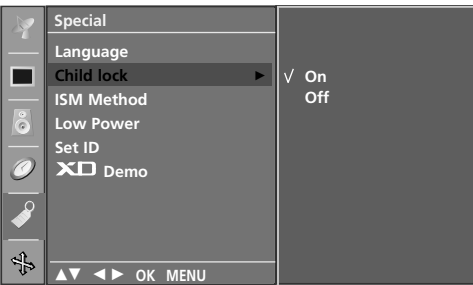 Special
Language
Child lock ▶ √ On
ISM Method Off
Low Power
Set ID
XD Demo
▲▼ ◀▶ OK MENU